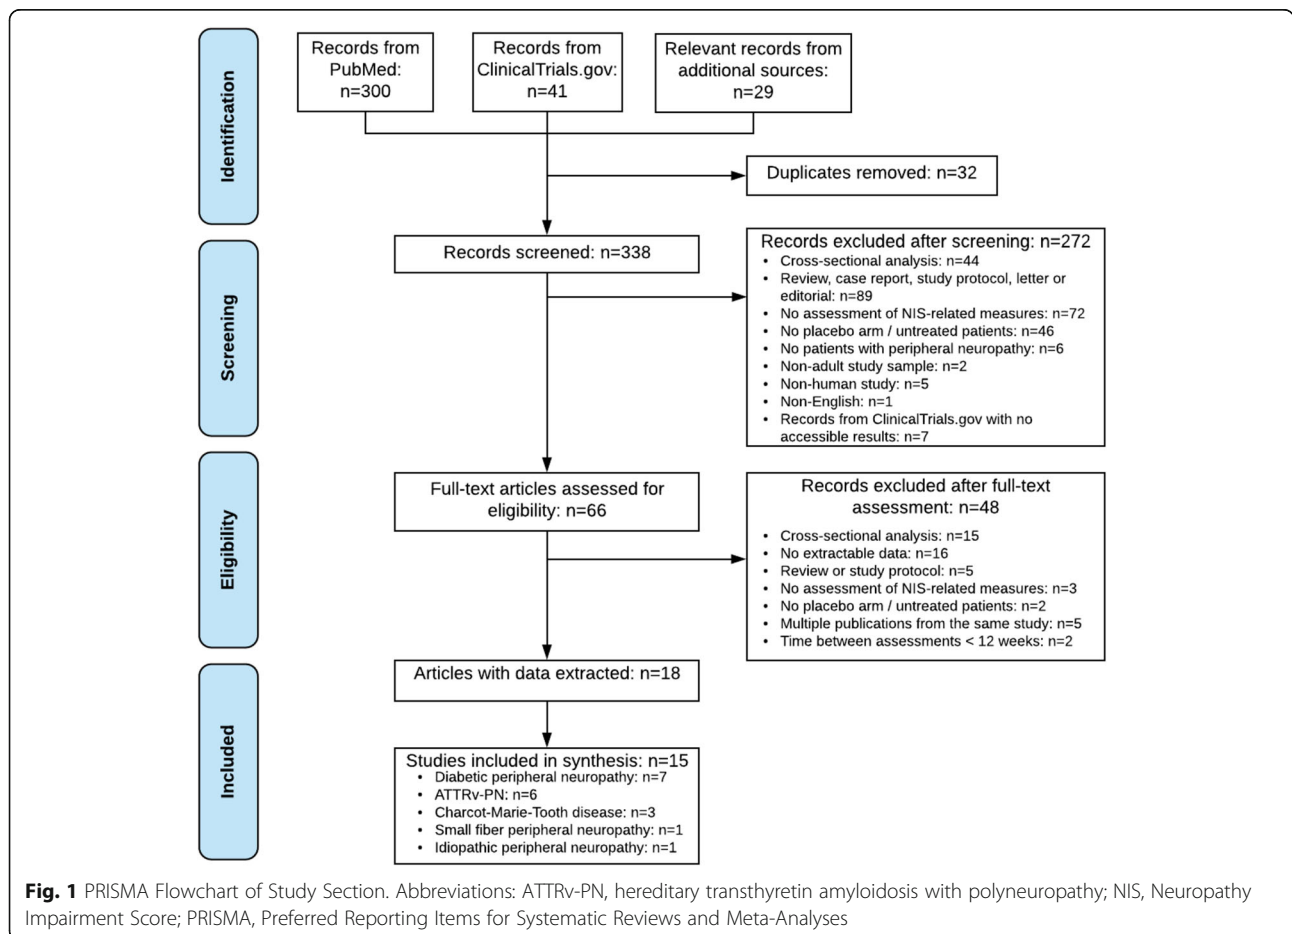 Identification
Records from
PubMed:
n=300
Records from
ClinicalTrials.gov:
n=41
Relevant records from
additional sources:
n=29
Duplicates removed: n=32
Screening
Records screened: n=338
Records excluded after screening: n=272
• Cross-sectional analysis: n=44
• Review, case report, study protocol, letter or
editorial: n=89
• No assessment of NIS-related measures: n=72
• No placebo arm / untreated patients: n=46
• No patients with peripheral neuropathy: n=6
• Non-adult study sample: n=2
• Non-human study: n=5
• Non-English: n=1
• Records from ClinicalTrials.gov with no
accessible results: n=7
Eligibility
Full-text articles assessed for
eligibility: n=66
Records excluded after full-text
assessment: n=48
• Cross-sectional analysis: n=15
• No extractable data: n=16
• Review or study protocol: n=5
• No assessment of NIS-related measures: n=3
• No placebo arm / untreated patients: n=2
• Multiple publications from the same study: n=5
• Time between assessments < 12 weeks: n=2
Included
Articles with data extracted: n=18
Studies included in synthesis: n=15
• Diabetic peripheral neuropathy: n=7
• ATTRv-PN: n=6
• Charcot-Marie-Tooth disease: n=3
• Small fiber peripheral neuropathy: n=1
• Idiopathic peripheral neuropathy: n=1
Fig. 1 PRISMA Flowchart of Study Section. Abbreviations: ATTRv-PN, hereditary transthyretin amyloidosis with polyneuropathy; NIS, Neuropathy
Impairment Score; PRISMA, Preferred Reporting Items for Systematic Reviews and Meta-Analyses